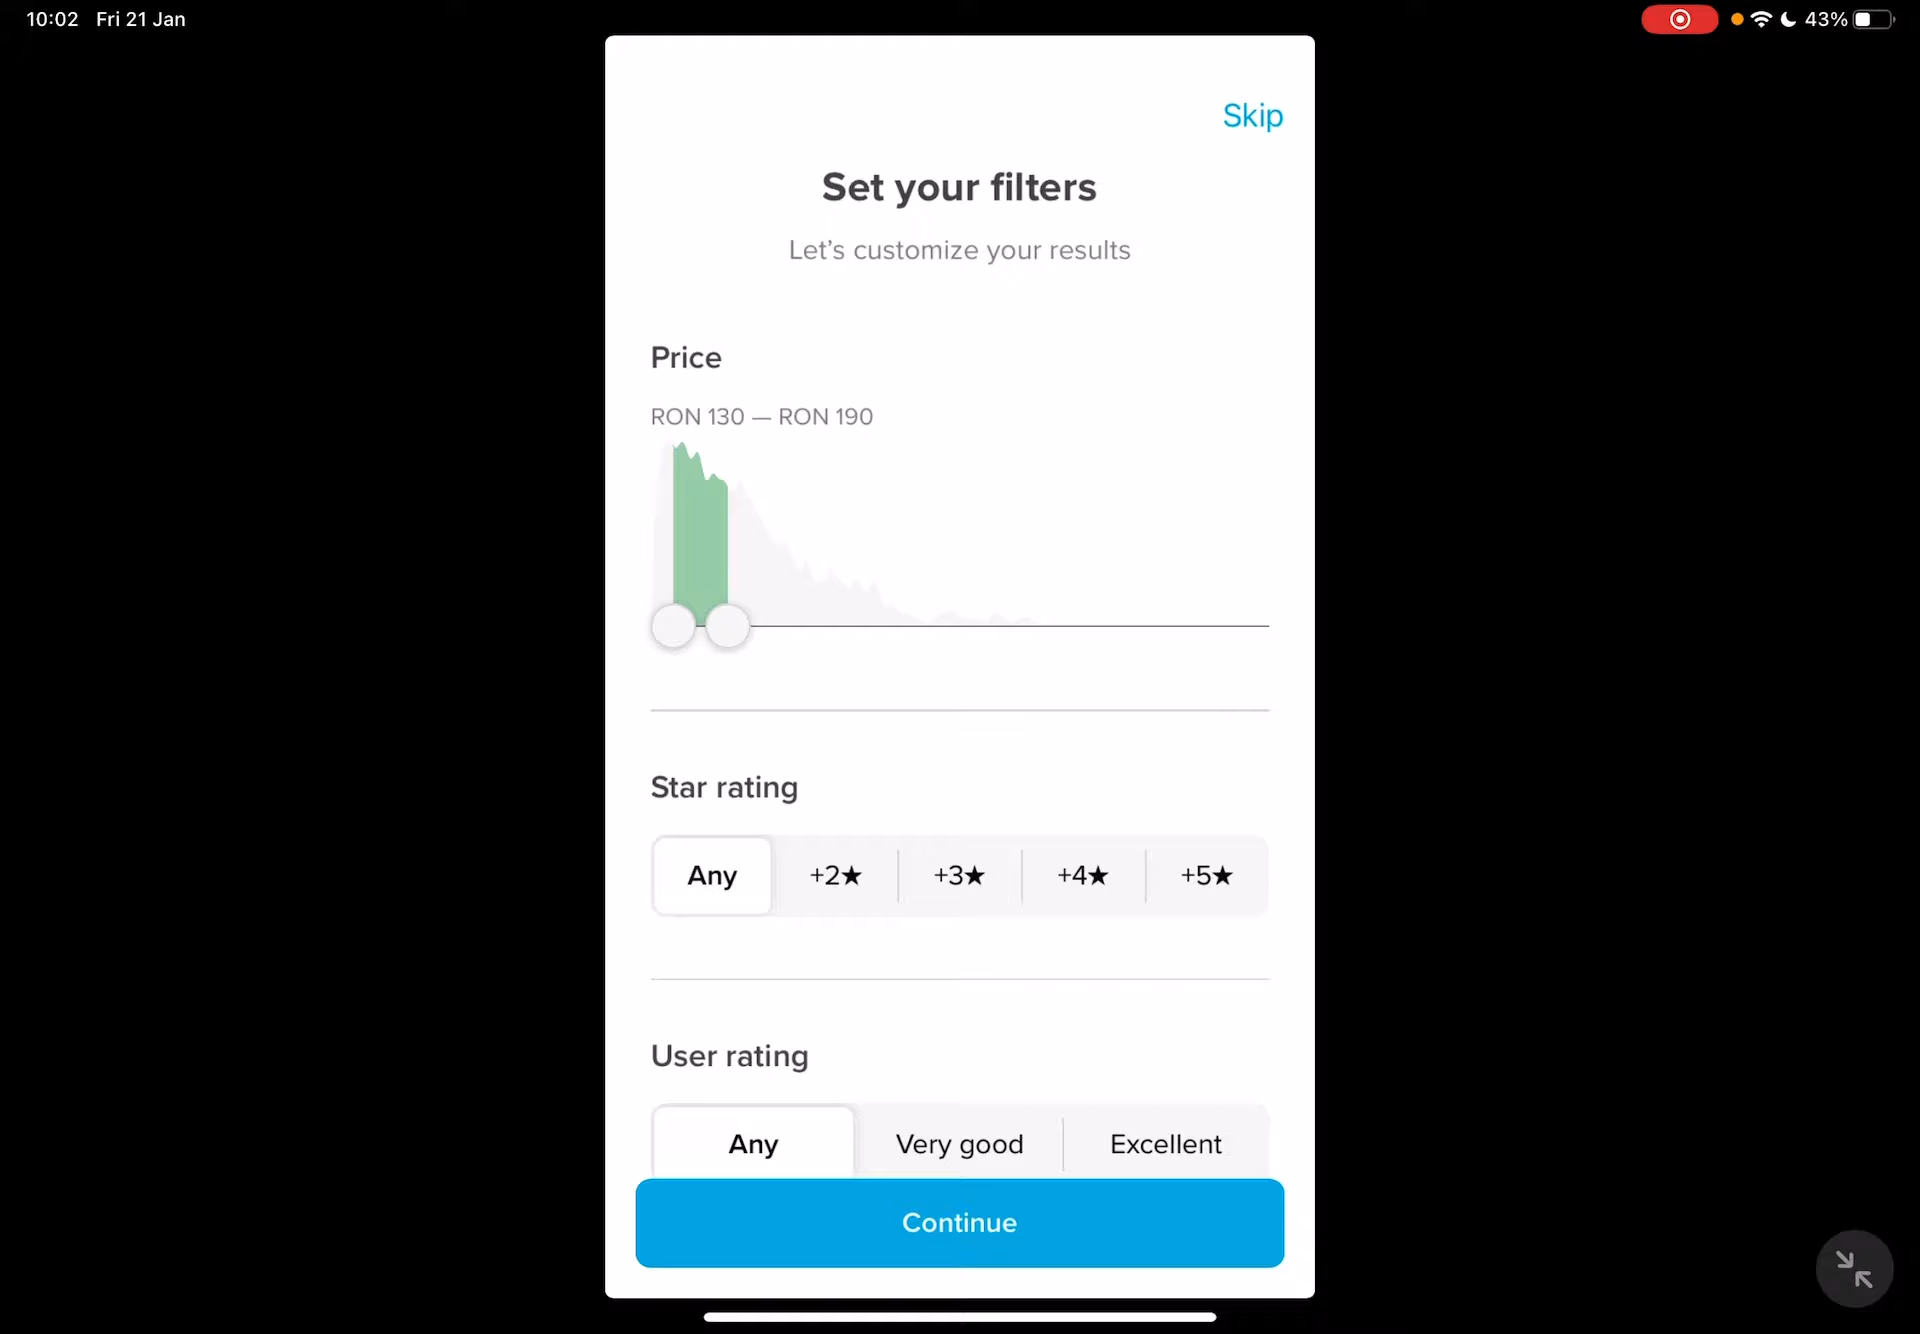 10:02 Fri 21 Jan
43%
Skip
Set your filters
Let’s customize your results
Price
RON 130 — RON 190
Star rating
Any +2★ +3★ +4★ +5★
User rating
Any Very good Excellent
Continue